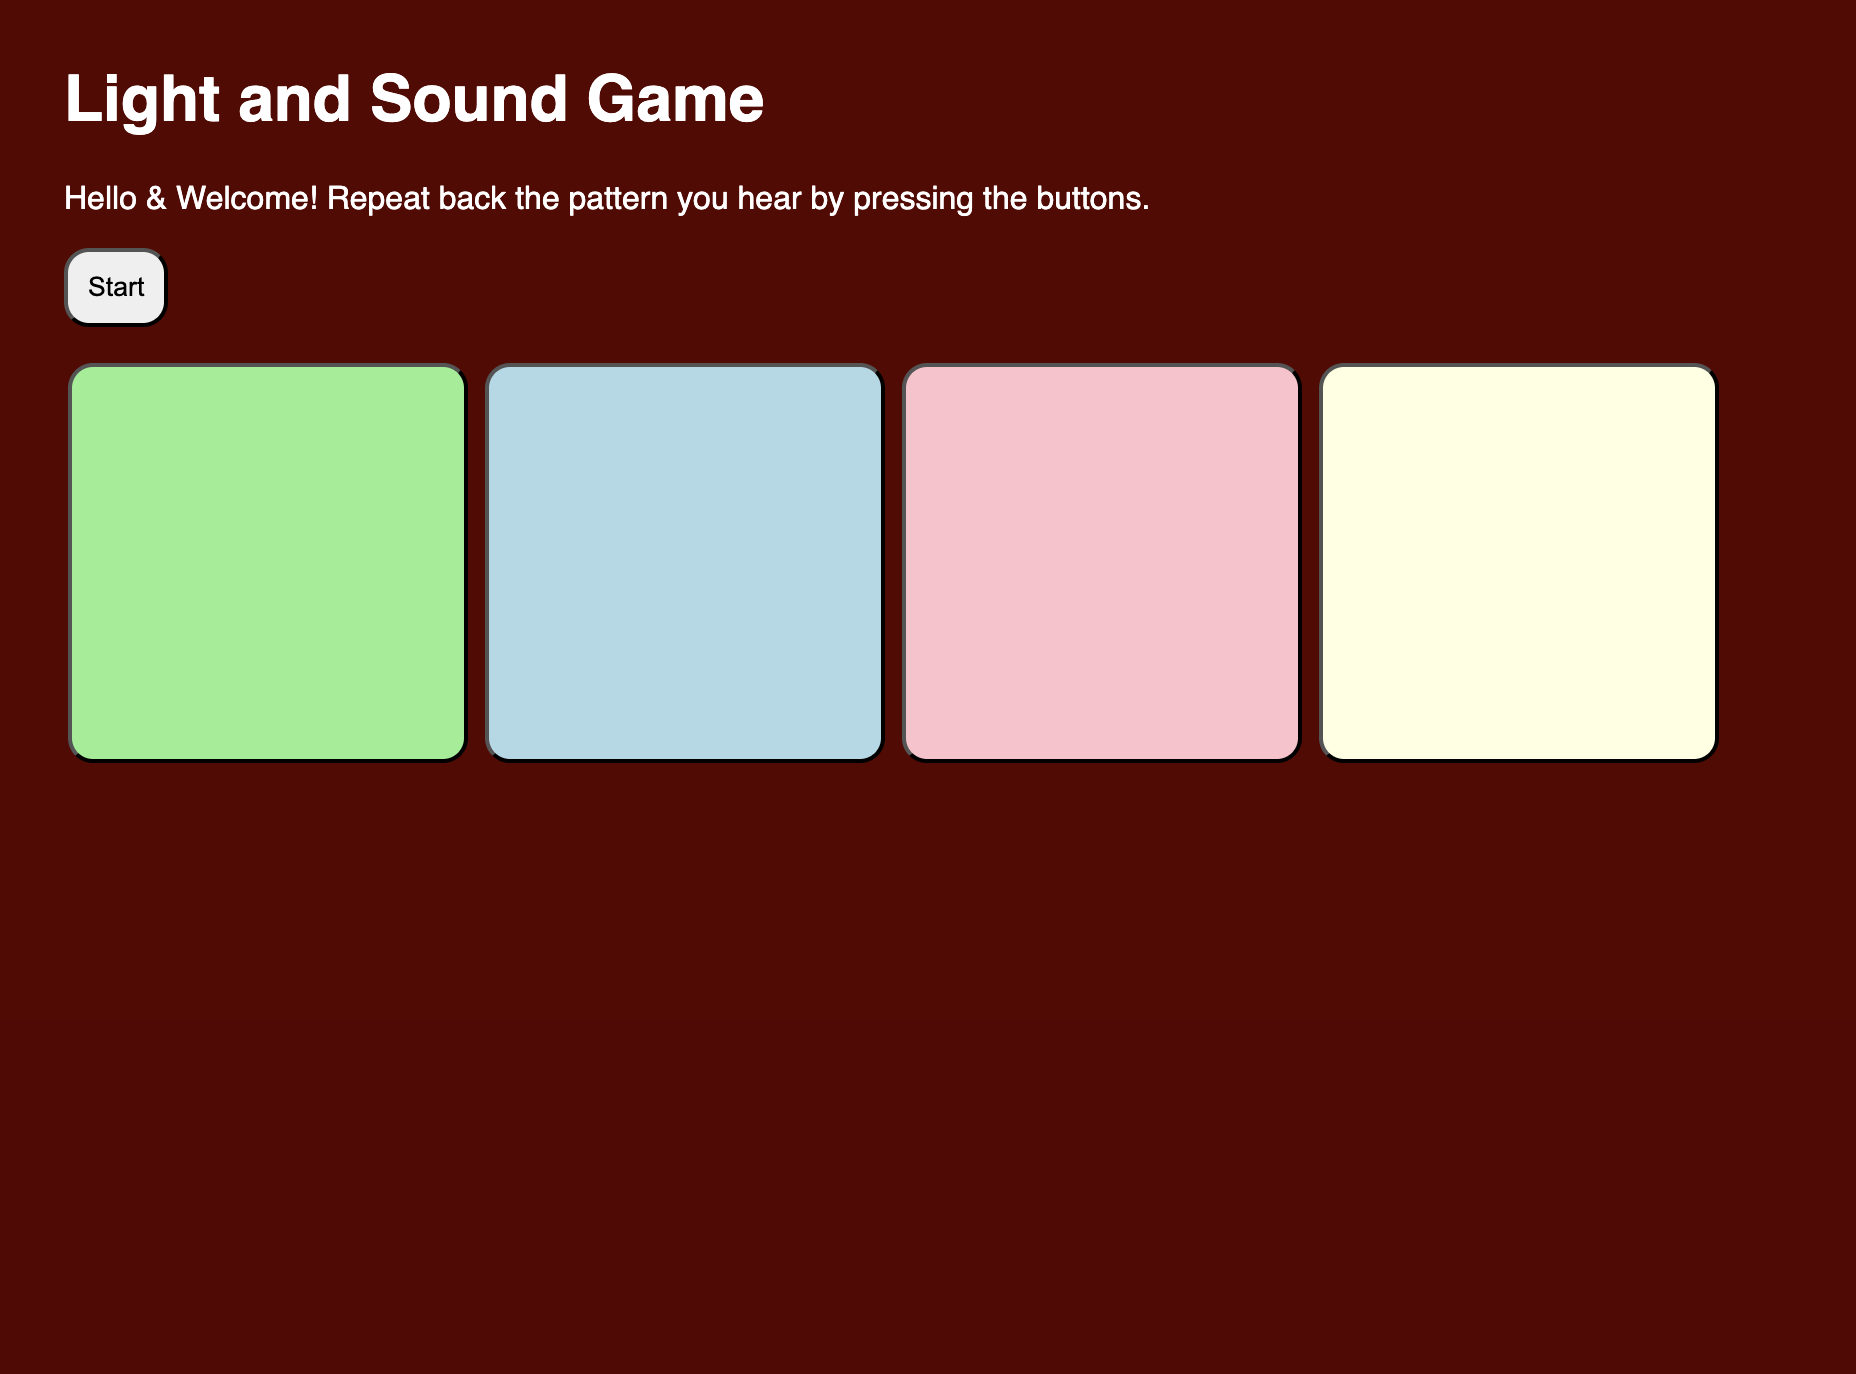 Light and Sound Game
Hello & Welcome! Repeat back the pattern you hear by pressing the buttons.
Start